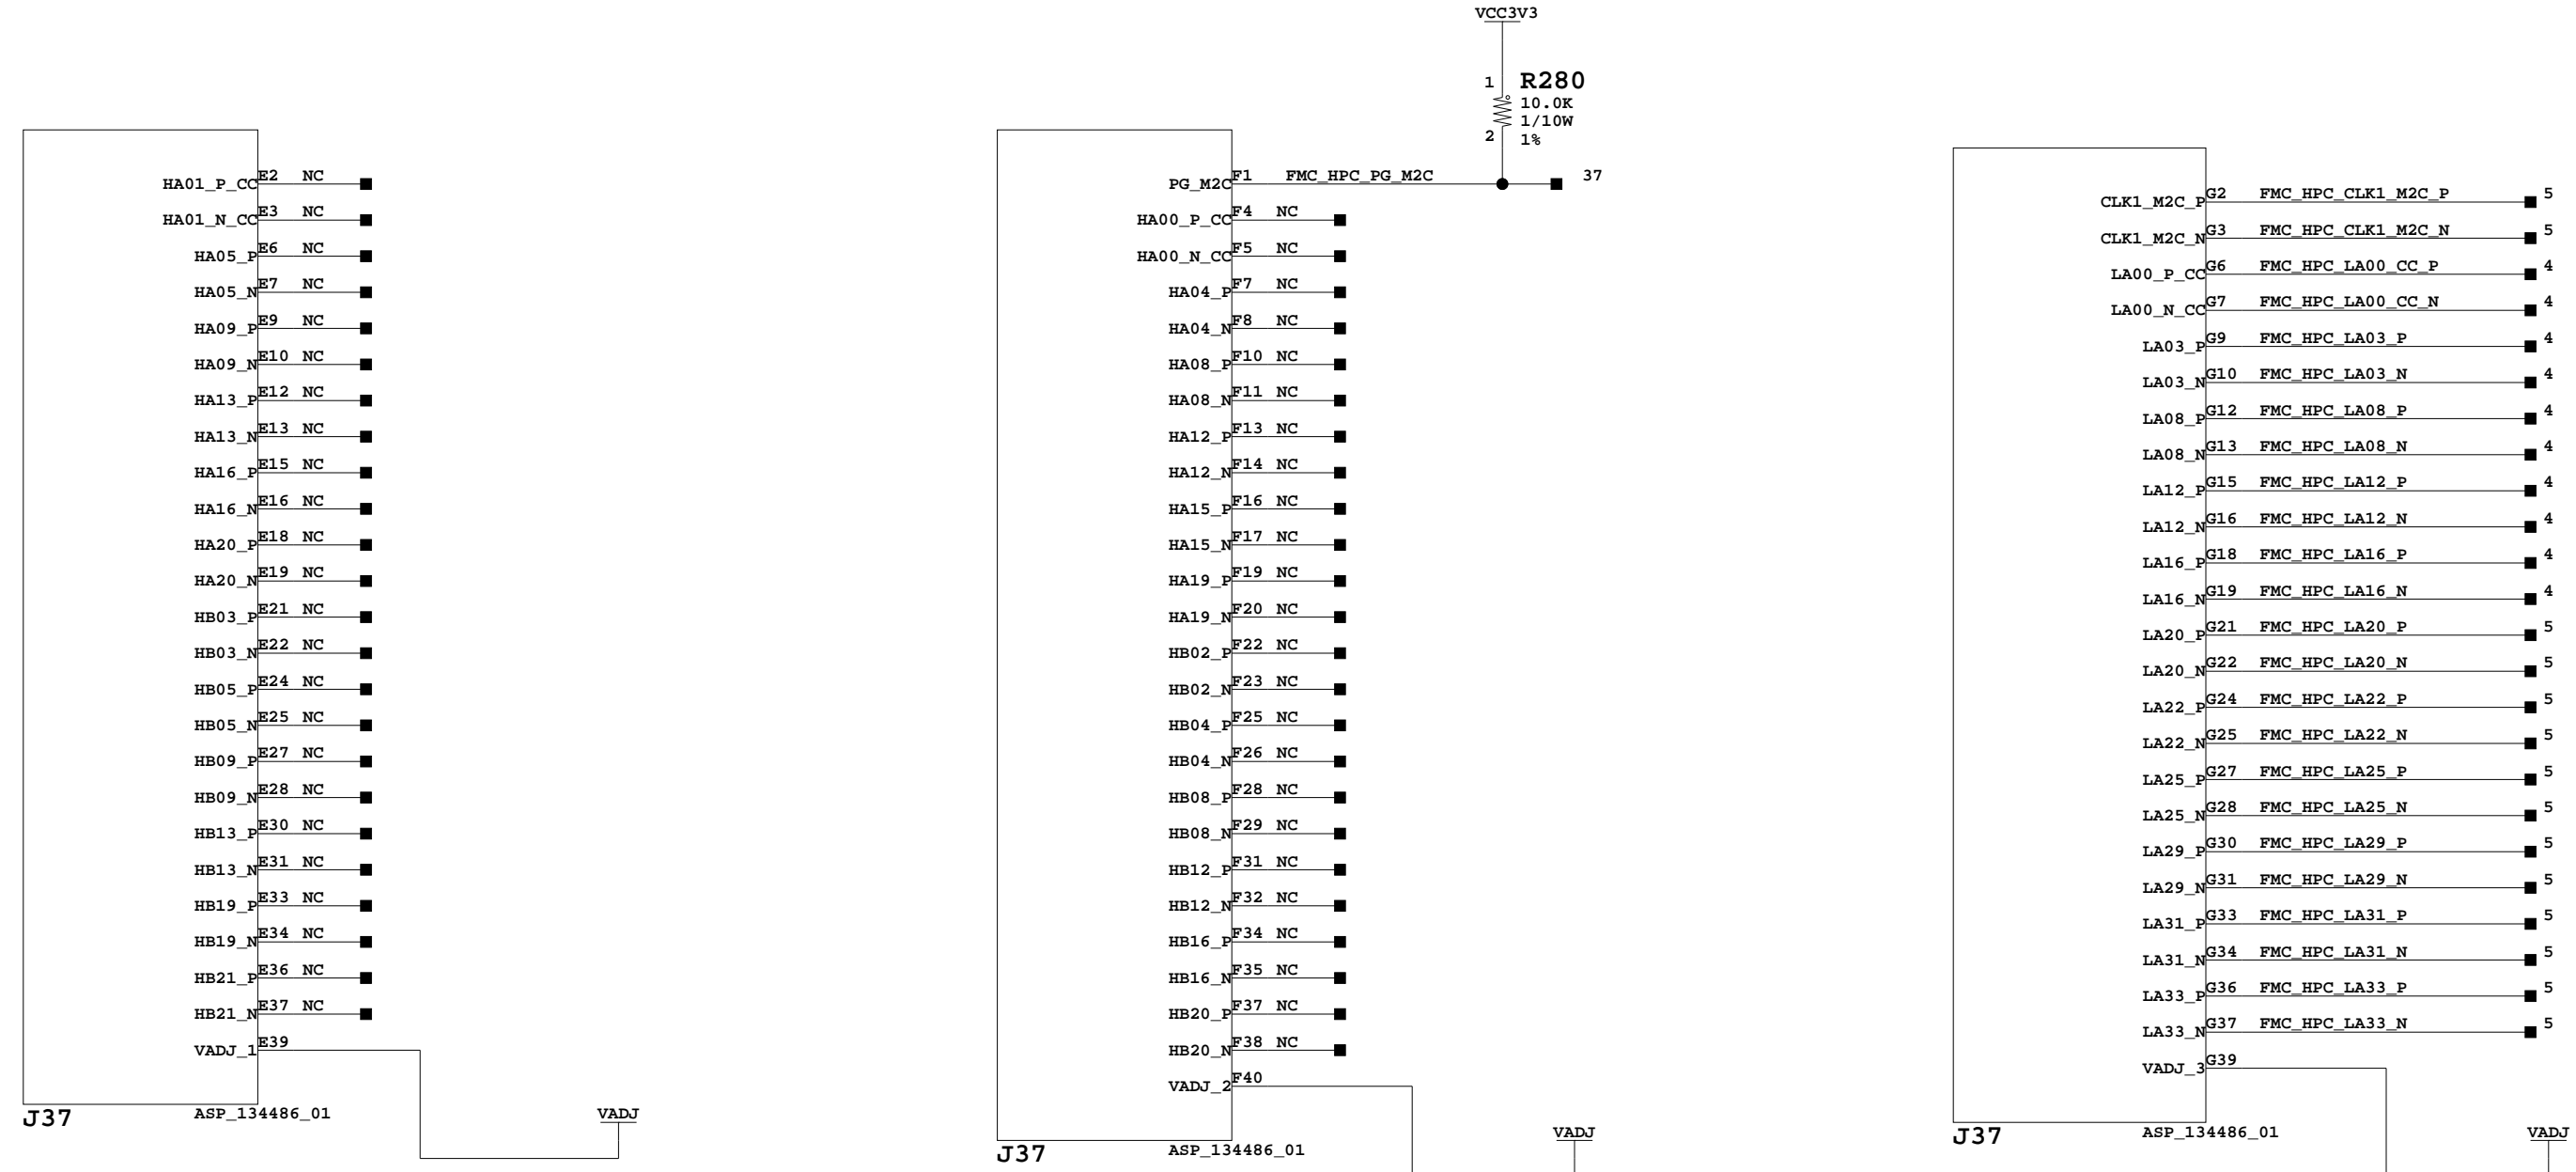 HA01_P_CC E2 NC
HA01_N_CC E3 NC
HA05_P E6 NC
HA05_N E7 NC
HA09_P E9 NC
HA09_N E10 NC
HA13_P E12 NC
HA13_N E13 NC
HA16_P E15 NC
HA16_N E16 NC
HA20_P E18 NC
HA20_N E19 NC
HB03_P E21 NC
HB03_N E22 NC
HB05_P E24 NC
HB05_N E25 NC
HB09_P E27 NC
HB09_N E28 NC
HB13_P E30 NC
HB13_N E31 NC
HB19_P E33 NC
HB19_N E34 NC
HB21_P E36 NC
HB21_N E37 NC
VADJ_1 E39
J37 ASP_134486_01
VADJ
VCC3V3
1 R280
10.0K
1/10W
2 1%
PG_M2C F1 FMC_HPC_PG_M2C 37
HA00_P_CC F4 NC
HA00_N_CC F5 NC
HA04_P F7 NC
HA04_N F8 NC
HA08_P F10 NC
HA08_N F11 NC
HA12_P F13 NC
HA12_N F14 NC
HA15_P F16 NC
HA15_N F17 NC
HA19_P F19 NC
HA19_N F20 NC
HB02_P F22 NC
HB02_N F23 NC
HB04_P F25 NC
HB04_N F26 NC
HB08_P F28 NC
HB08_N F29 NC
HB12_P F31 NC
HB12_N F32 NC
HB16_P F34 NC
HB16_N F35 NC
HB20_P F37 NC
HB20_N F38 NC
VADJ_2 F40
J37 ASP_134486_01
VADJ
CLK1_M2C_P G2 FMC_HPC_CLK1_M2C_P 5
CLK1_M2C_N G3 FMC_HPC_CLK1_M2C_N 5
LA00_P_CC G6 FMC_HPC_LA00_CC_P 4
LA00_N_CC G7 FMC_HPC_LA00_CC_N 4
LA03_P G9 FMC_HPC_LA03_P 4
LA03_N G10 FMC_HPC_LA03_N 4
LA08_P G12 FMC_HPC_LA08_P 4
LA08_N G13 FMC_HPC_LA08_N 4
LA12_P G15 FMC_HPC_LA12_P 4
LA12_N G16 FMC_HPC_LA12_N 4
LA16_P G18 FMC_HPC_LA16_P 4
LA16_N G19 FMC_HPC_LA16_N 4
LA20_P G21 FMC_HPC_LA20_P 5
LA20_N G22 FMC_HPC_LA20_N 5
LA22_P G24 FMC_HPC_LA22_P 5
LA22_N G25 FMC_HPC_LA22_N 5
LA25_P G27 FMC_HPC_LA25_P 5
LA25_N G28 FMC_HPC_LA25_N 5
LA29_P G30 FMC_HPC_LA29_P 5
LA29_N G31 FMC_HPC_LA29_N 5
LA31_P G33 FMC_HPC_LA31_P 5
LA31_N G34 FMC_HPC_LA31_N 5
LA33_P G36 FMC_HPC_LA33_P 5
LA33_N G37 FMC_HPC_LA33_N 5
VADJ_3 G39
J37 ASP_134486_01
VADJ